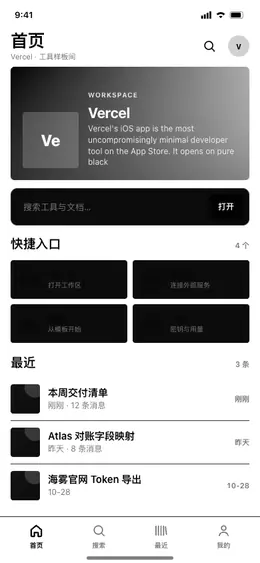 9:41
首页
Vercel · 工具样板间
V
WORKSPACE
Ve
Vercel
Vercel's iOS app is the most
uncompromisingly minimal developer
tool on the App Store. It opens on pure
black
搜索工具与文档...
打开
快捷入口
4 个
打开工作区
连接外部服务
从模板开始
密钥与用量
最近
3 条
本周交付清单
刚刚 · 12 条消息
刚刚
Atlas 对账字段映射
昨天 · 8 条消息
昨天
海雾官网 Token 导出
10-28
10-28
首页
搜索
最近
我的